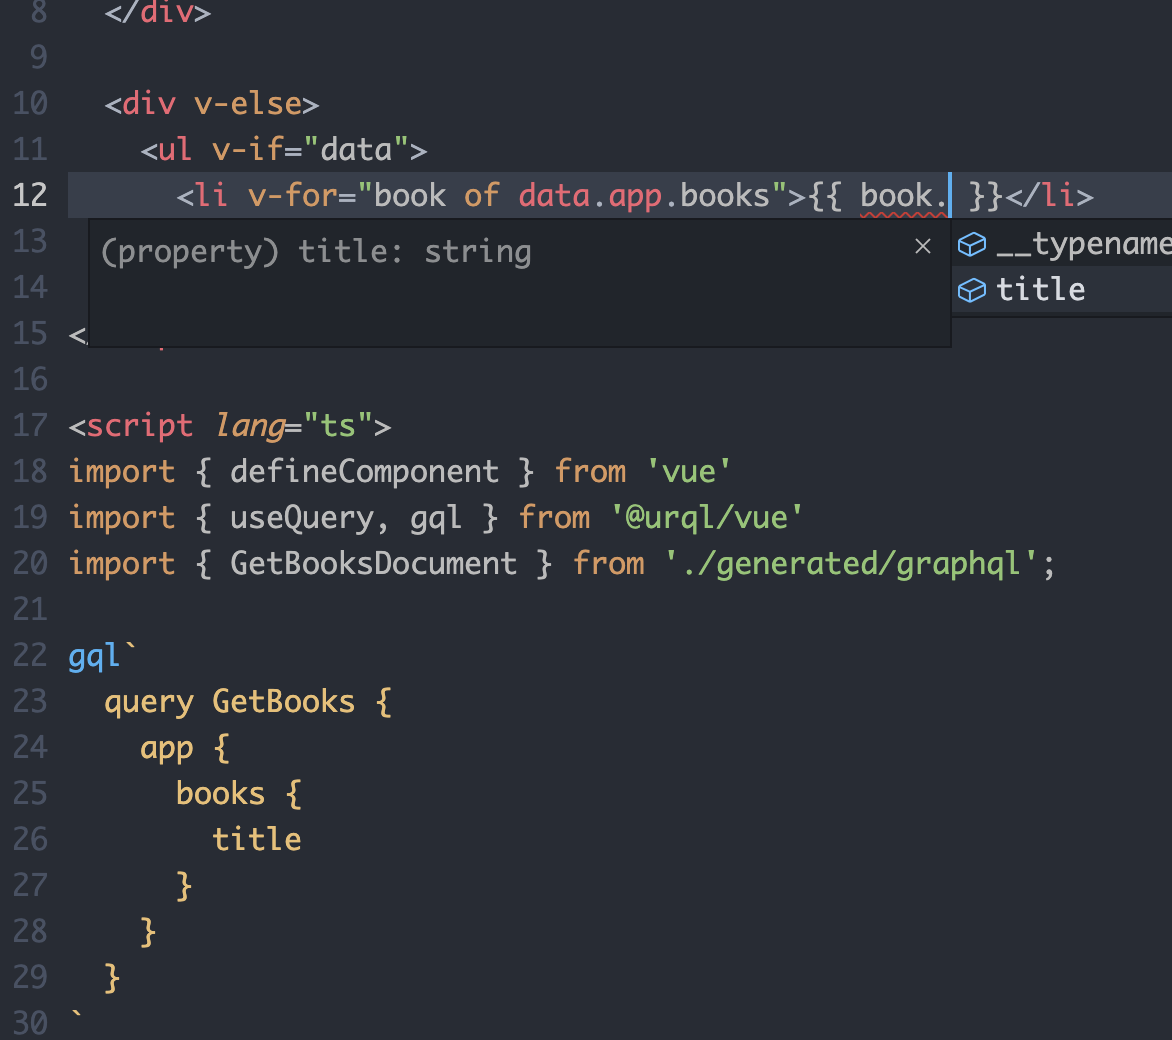 8 </div>
9
10 <div v-else>
11 <ul v-if="data">
12 <li v-for="book of data.app.books">{{ book. }}</li>
13 (property) title: string × __typename
14 title
15 <
16
17 <script lang="ts">
18 import { defineComponent } from 'vue'
19 import { useQuery, gql } from '@urql/vue'
20 import { GetBooksDocument } from './generated/graphql';
21
22 gql`
23 query GetBooks {
24 app {
25 books {
26 title
27 }
28 }
29 }
30 `